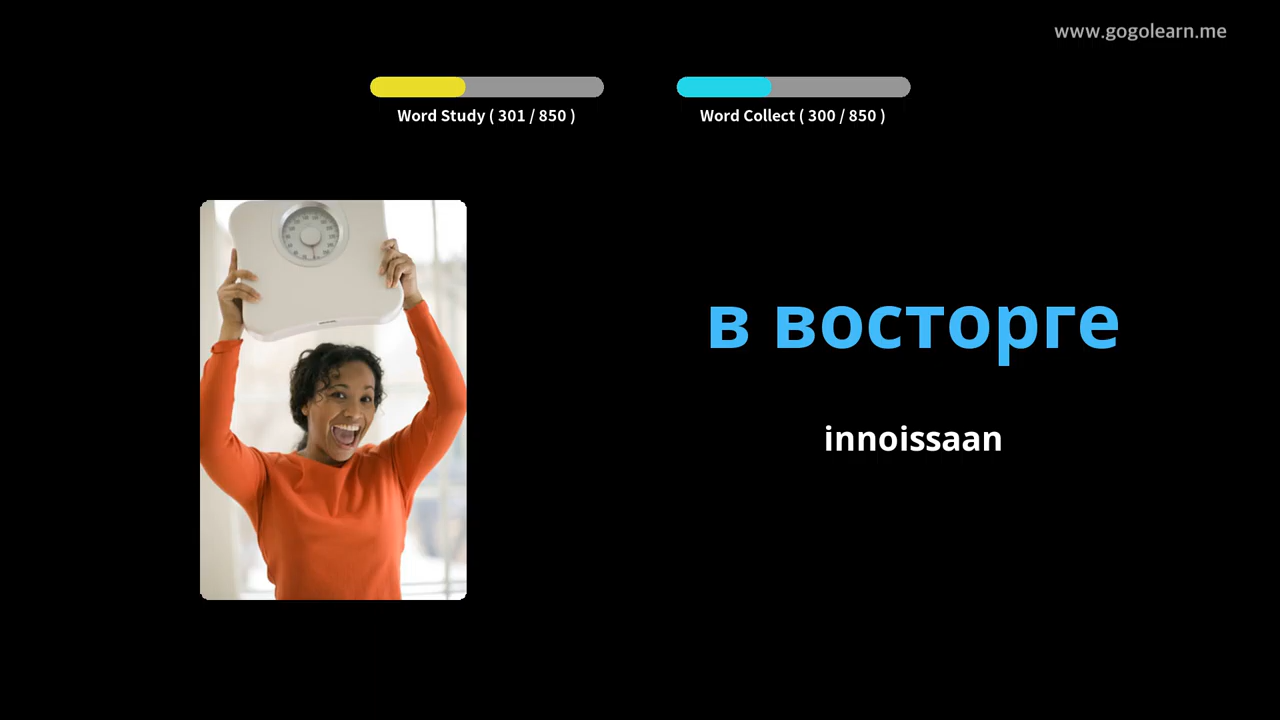 www.gogolearn.me
Word Study ( 301 / 850 )
Word Collect ( 300 / 850 )
в восторге
innoissaan